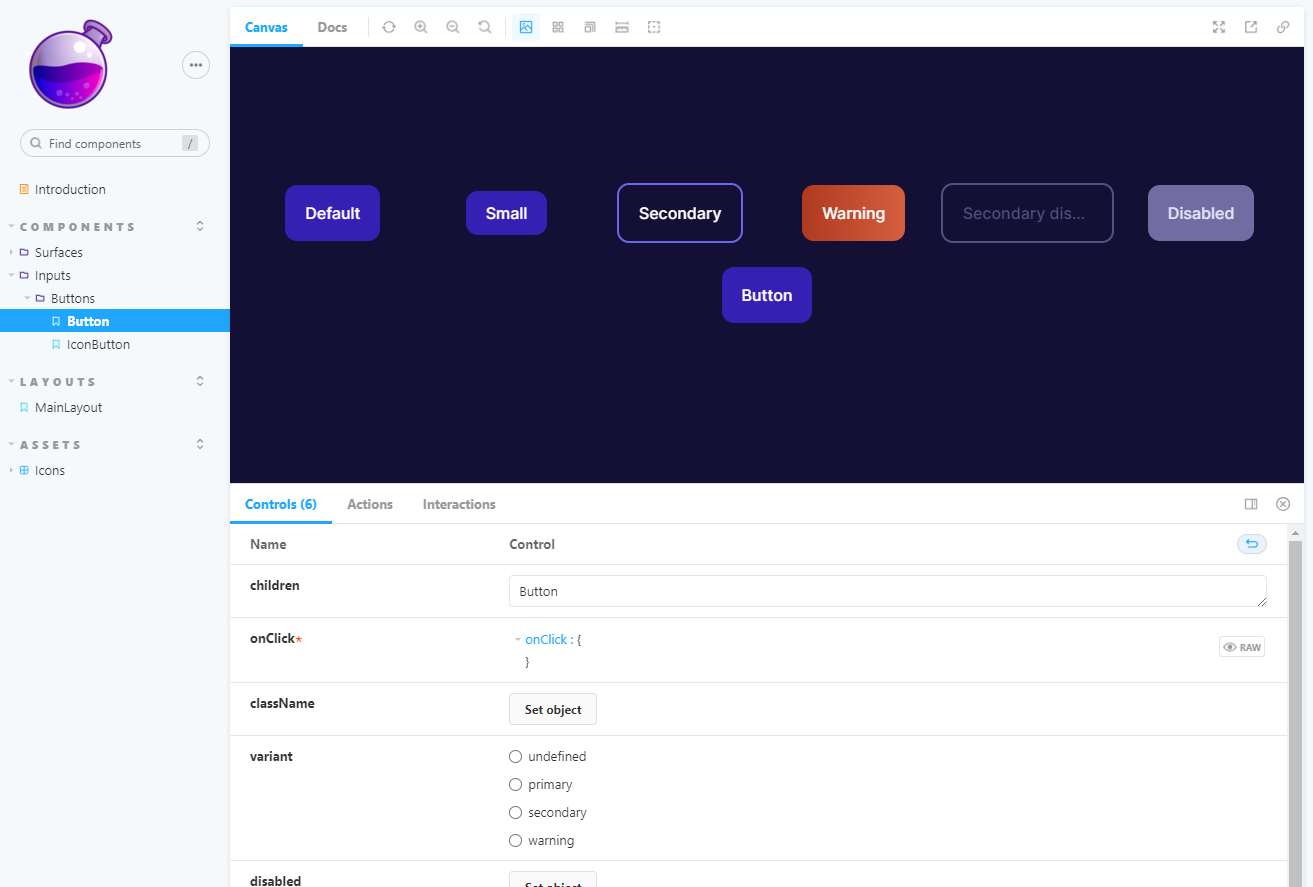 Canvas
Docs
Find components
/
Introduction
COMPONENTS
Surfaces
Inputs
Buttons
Button
IconButton
LAYOUTS
MainLayout
ASSETS
Icons
Default
Small
Secondary
Warning
Secondary dis...
Disabled
Button
Controls (6)
Actions
Interactions
Name
Control
children
Button
onClick*
onClick : {
}
RAW
className
Set object
variant
undefined
primary
secondary
warning
disabled
Set object